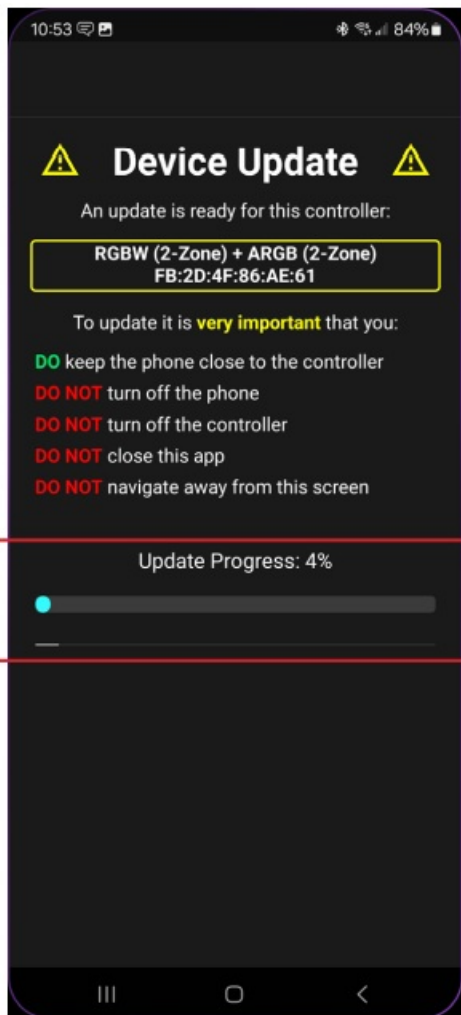 10:53 84%
Device Update
An update is ready for this controller:
RGBW (2-Zone) + ARGB (2-Zone)
FB:2D:4F:86:AE:61
To update it is very important that you:
DO keep the phone close to the controller
DO NOT turn off the phone
DO NOT turn off the controller
DO NOT close this app
DO NOT navigate away from this screen
Update Progress: 4%